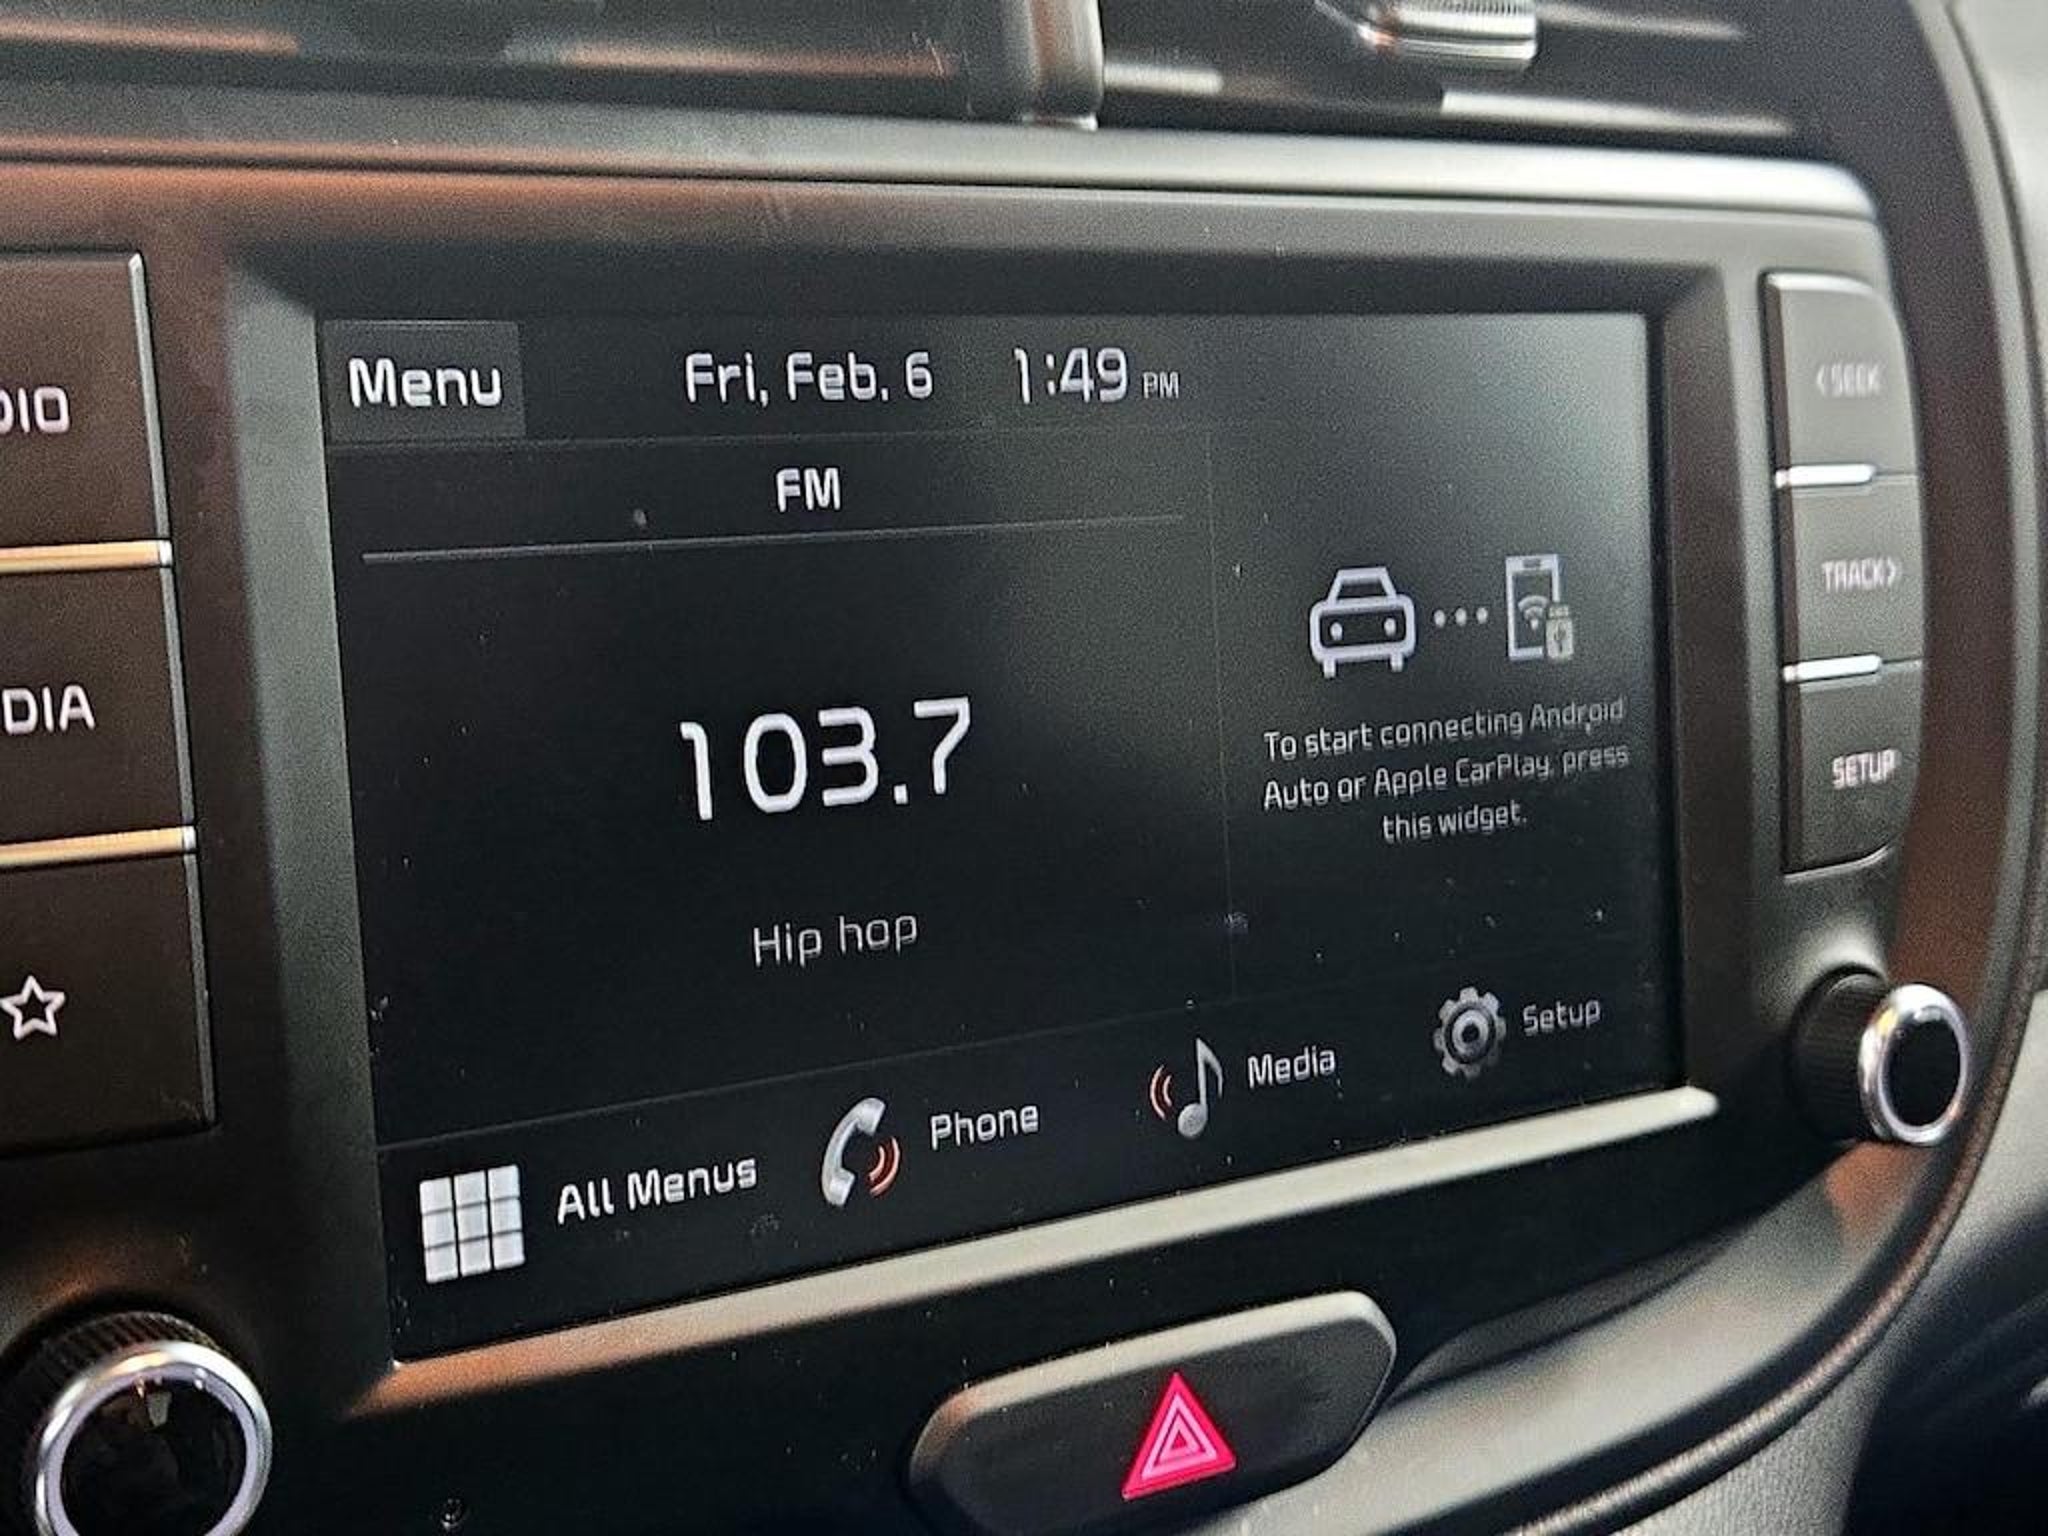 Menu
Fri, Feb. 6 1:49 PM
FM
103.7
Hip hop
To start connecting Android
Auto or Apple CarPlay, press
this widget.
All Menus
Phone
Media
Setup
DIO
DIA
< SEEK
TRACK >
SETUP